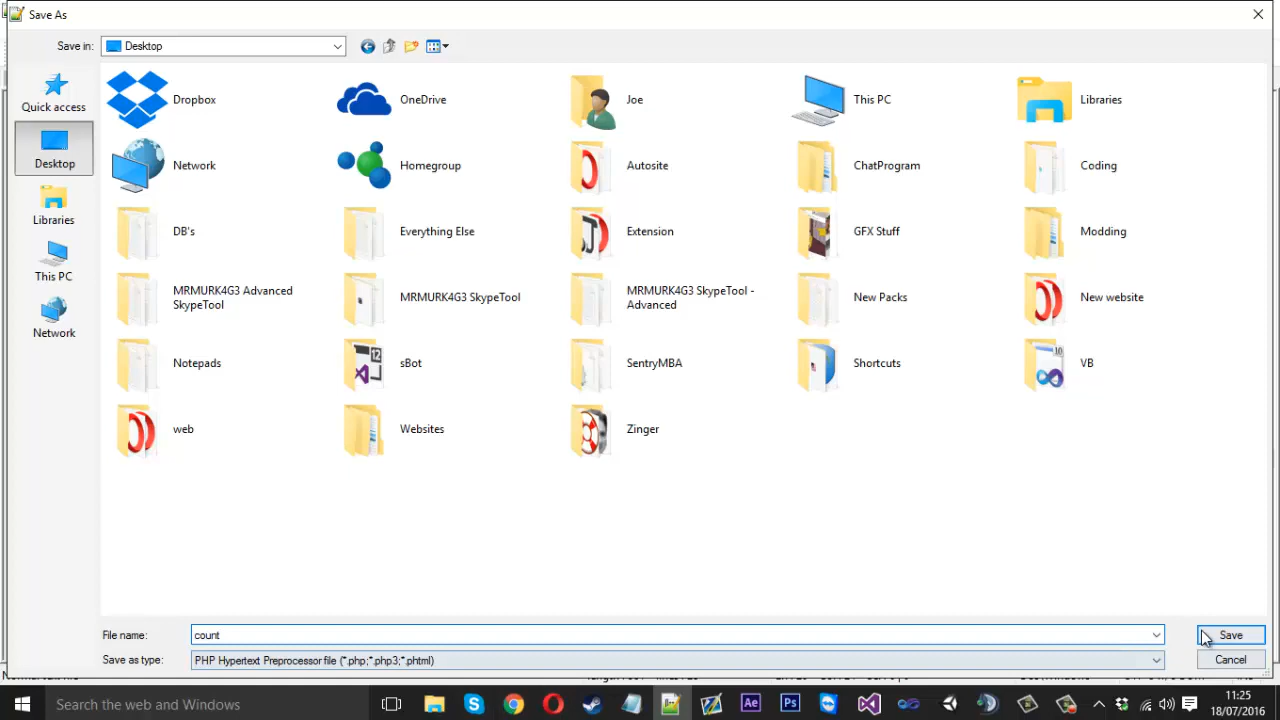 Save As
Save in:
Desktop
Quick access
Desktop
Libraries
This PC
Network
Dropbox
OneDrive
Joe
This PC
Libraries
Network
Homegroup
Autosite
ChatProgram
Coding
DB's
Everything Else
Extension
GFX Stuff
Modding
MRMURK4G3 Advanced
SkypeTool
MRMURK4G3 SkypeTool
MRMURK4G3 SkypeTool -
Advanced
New Packs
New website
Notepads
sBot
SentryMBA
Shortcuts
VB
web
Websites
Zinger
File name:
count
Save
Save as type:
PHP Hypertext Preprocessor file (*.php;*.php3;*.phtml)
Cancel
Search the web and Windows
Ae
Ps
11:25
18/07/2016